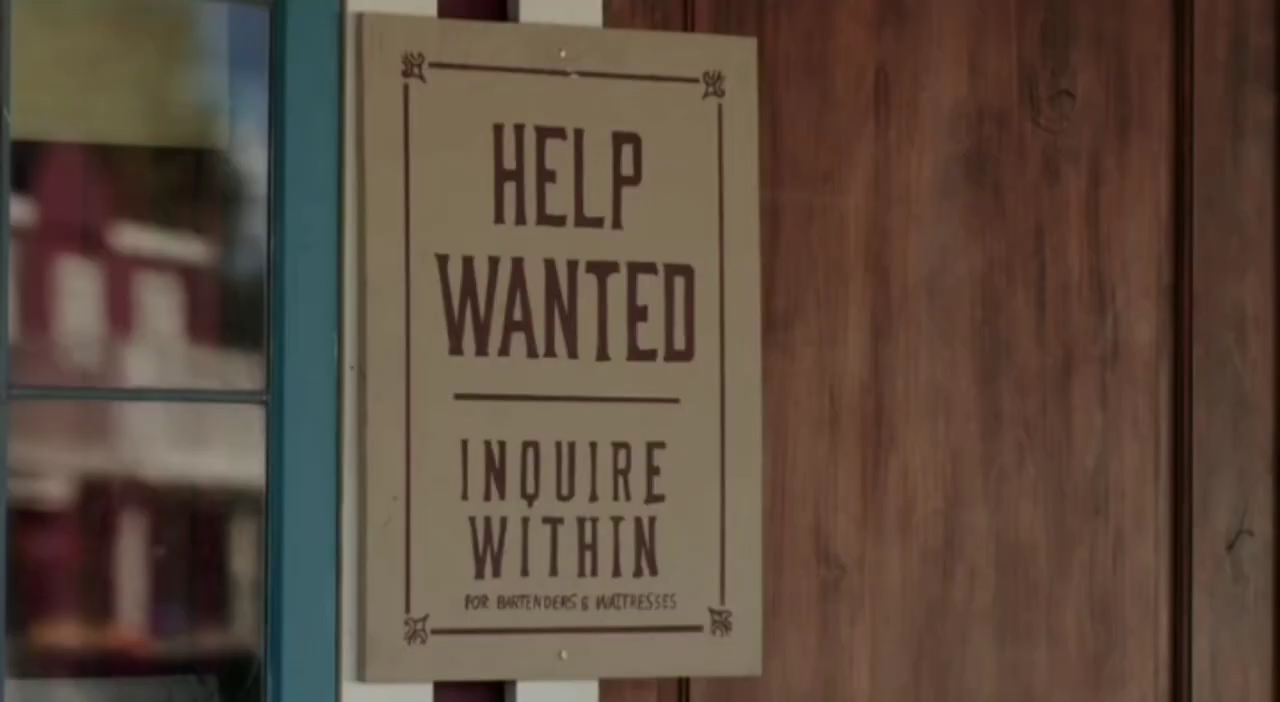 HELP
WANTED
INQUIRE
WITHIN
FOR BARTENDERS & WAITRESSES